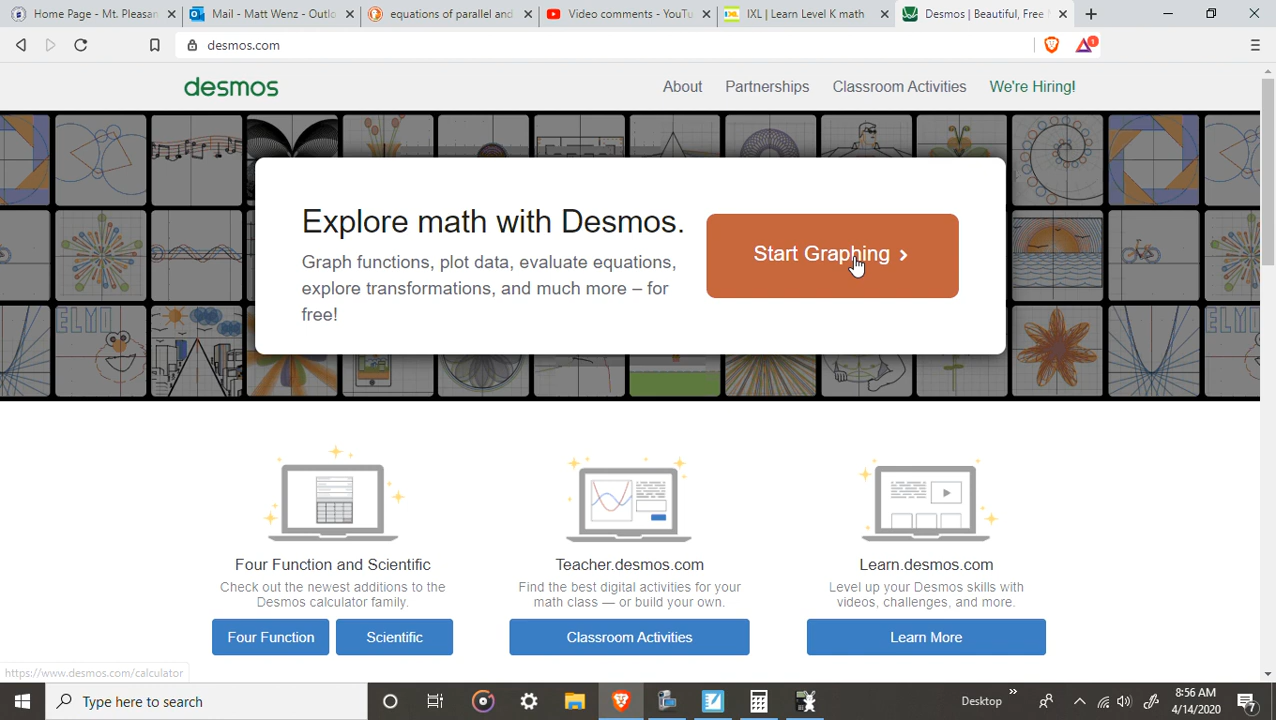 Home Page - Mt. Pleasan
Mail - Matt Wenz - Outlo
equations of parallel and
Video comments - YouTu
IXL | Learn Level K math
Desmos | Beautiful, Free
desmos.com
1
desmos
About
Partnerships
Classroom Activities
We're Hiring!
Explore math with Desmos.
Graph functions, plot data, evaluate equations,
explore transformations, and much more – for
free!
Start Graphing
ELMO
ELMO
Four Function and Scientific
Check out the newest additions to the
Desmos calculator family.
Four Function
Scientific
Teacher.desmos.com
Find the best digital activities for your
math class — or build your own.
Classroom Activities
Learn.desmos.com
Level up your Desmos skills with
videos, challenges, and more.
Learn More
https://www.desmos.com/calculator
Type here to search
Desktop
8:56 AM
4/14/2020
7